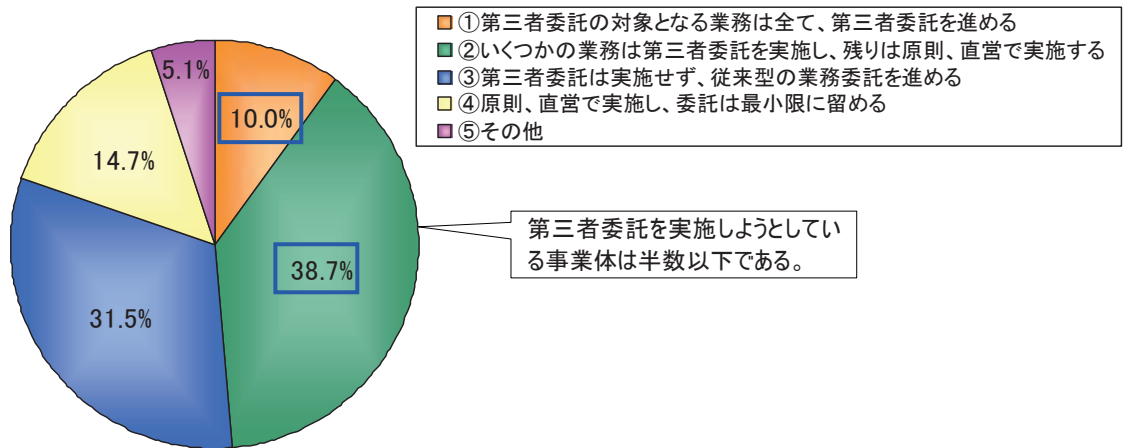 ①第三者委託の対象となる業務は全て、第三者委託を進める
②いくつかの業務は第三者委託を実施し、残りは原則、直営で実施する
③第三者委託は実施せず、従来型の業務委託を進める
④原則、直営で実施し、委託は最小限に留める
⑤その他
5.1%
10.0%
14.7%
38.7%
31.5%
第三者委託を実施しようとしてい
る事業体は半数以下である。